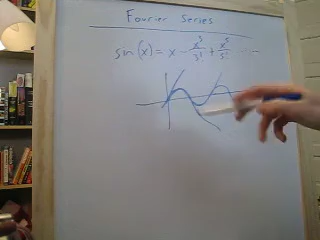 Fourier Series
sin(x) = x - x³/3! + x⁵/5! ...